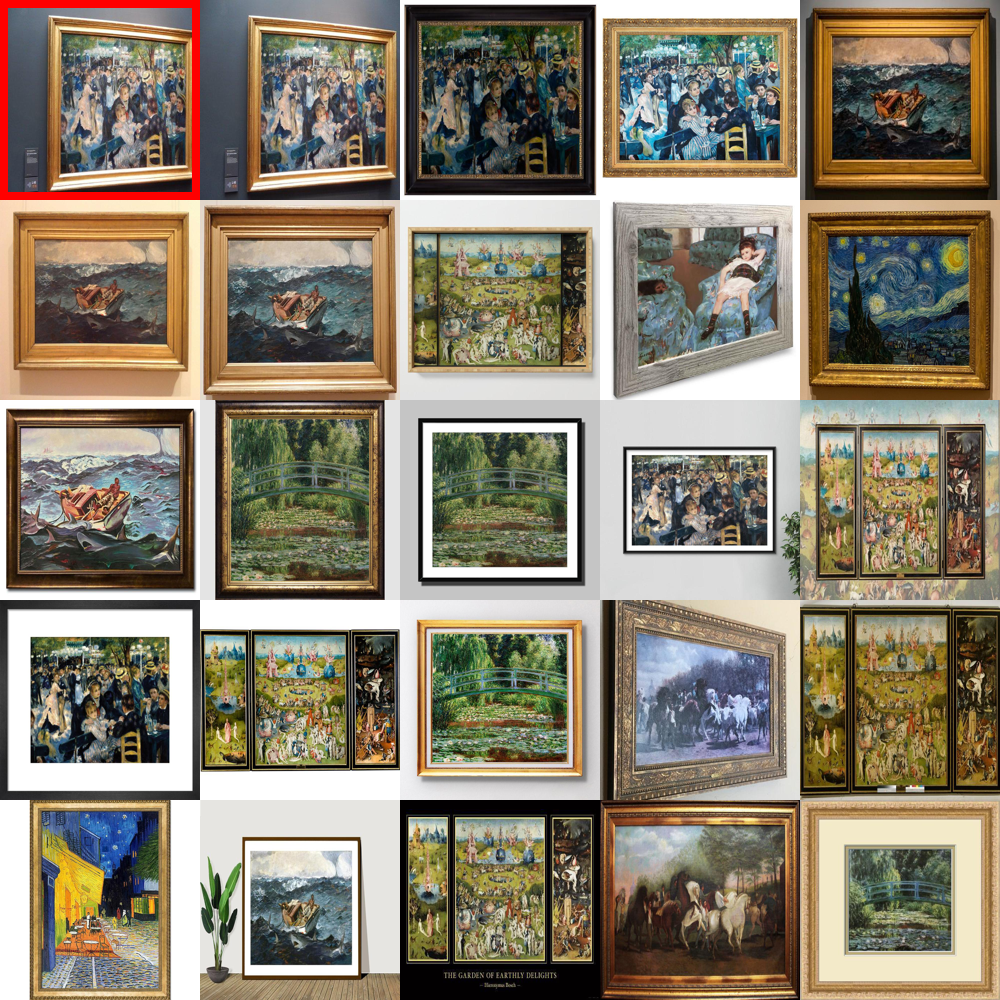 THE GARDEN OF EARTHLY DELIGHTS
— Hieronymus Bosch —